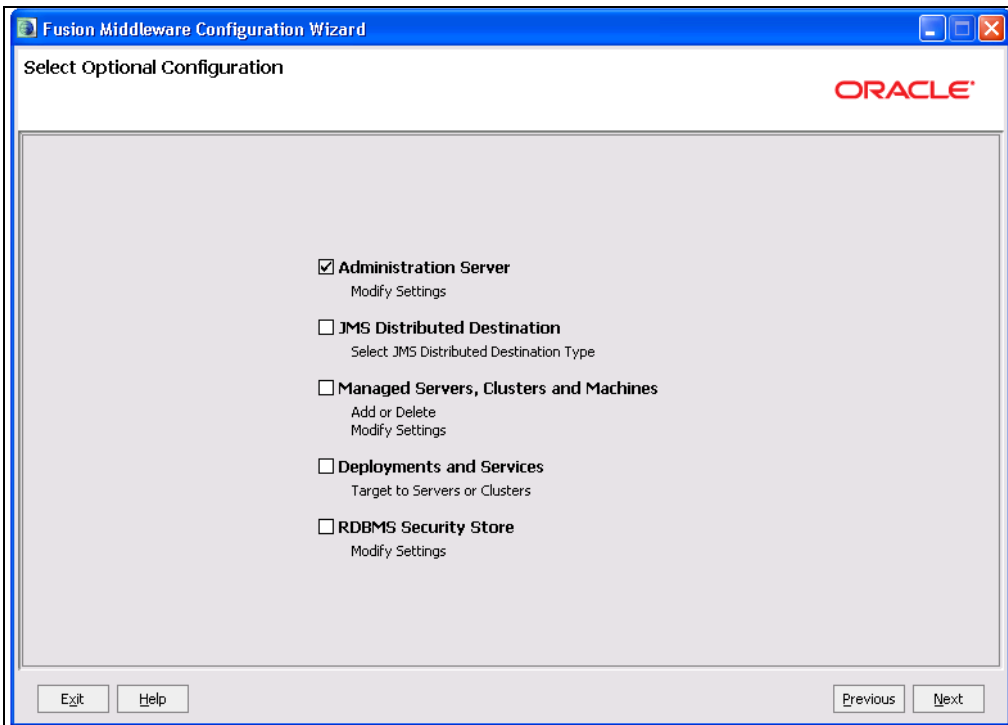 Fusion Middleware Configuration Wizard
Select Optional Configuration
ORACLE
Administration Server
Modify Settings
JMS Distributed Destination
Select JMS Distributed Destination Type
Managed Servers, Clusters and Machines
Add or Delete
Modify Settings
Deployments and Services
Target to Servers or Clusters
RDBMS Security Store
Modify Settings
Exit
Help
Previous
Next